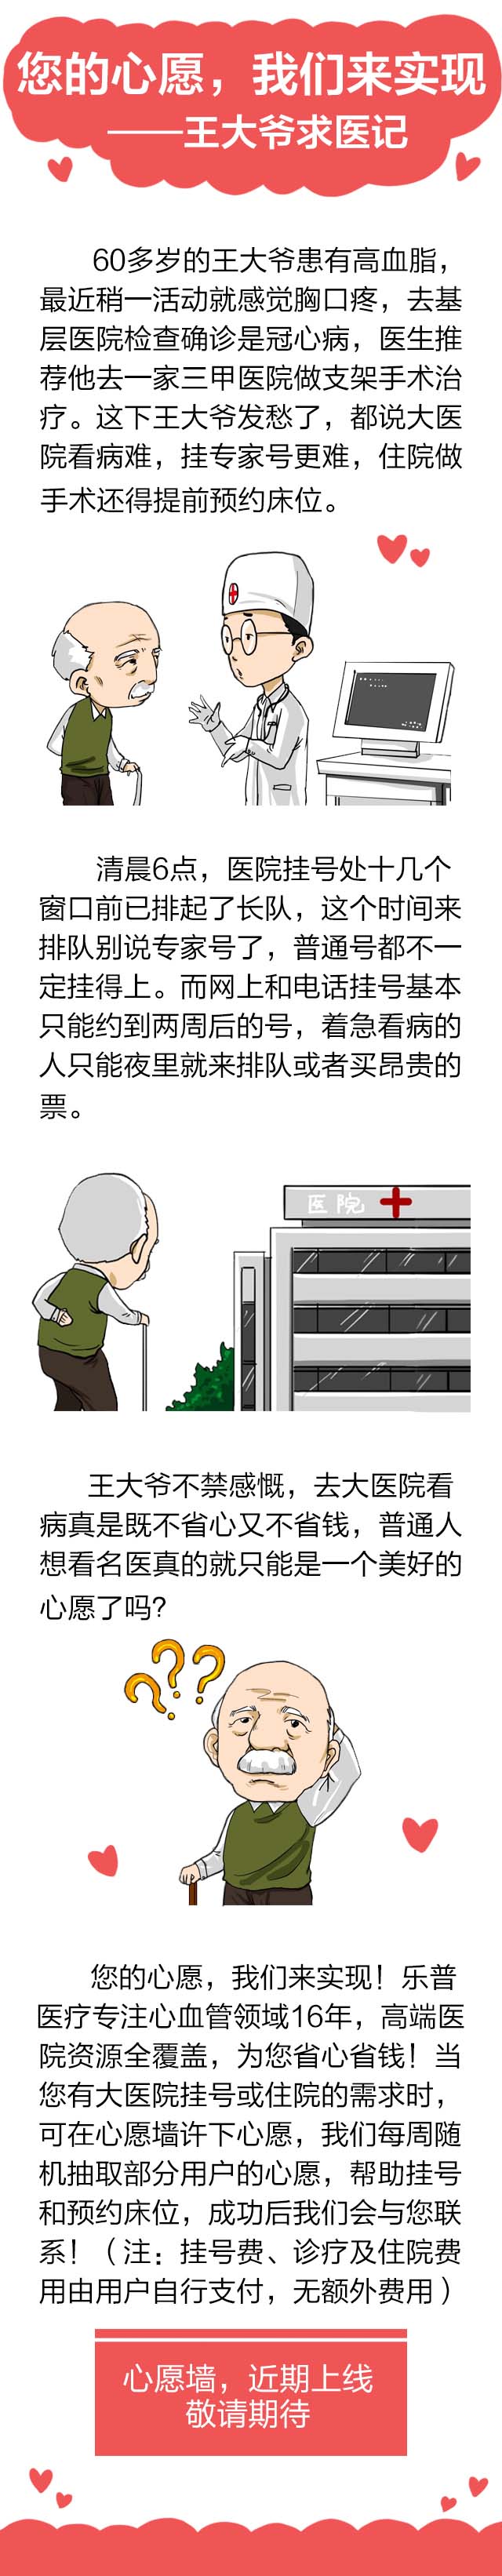 您的心愿，我们来实现
——王大爷求医记
60多岁的王大爷患有高血脂，
最近稍一活动就感觉胸口疼，去基
层医院检查确诊是冠心病，医生推
荐他去一家三甲医院做支架手术治
疗。这下王大爷发愁了，都说大医
院看病难，挂专家号更难，住院做
手术还得提前预约床位。
清晨6点，医院挂号处十几个
窗口前已排起了长队，这个时间来
排队别说专家号了，普通号都不一
定挂得上。而网上和电话挂号基本
只能约到两周后的号，着急看病的
人只能夜里就来排队或者买昂贵的
票。
医院
王大爷不禁感慨，去大医院看
病真是既不省心又不省钱，普通人
想看名医真的就只能是一个美好的
心愿了吗？
???
您的心愿，我们来实现！乐普
医疗专注心血管领域16年，高端医
院资源全覆盖，为您省心省钱！当
您有大医院挂号或住院的需求时，
可在心愿墙许下心愿，我们每周随
机抽取部分用户的心愿，帮助挂号
和预约床位，成功后我们会与您联
系！（注：挂号费、诊疗及住院费
用由用户自行支付，无额外费用）
心愿墙，近期上线
敬请期待